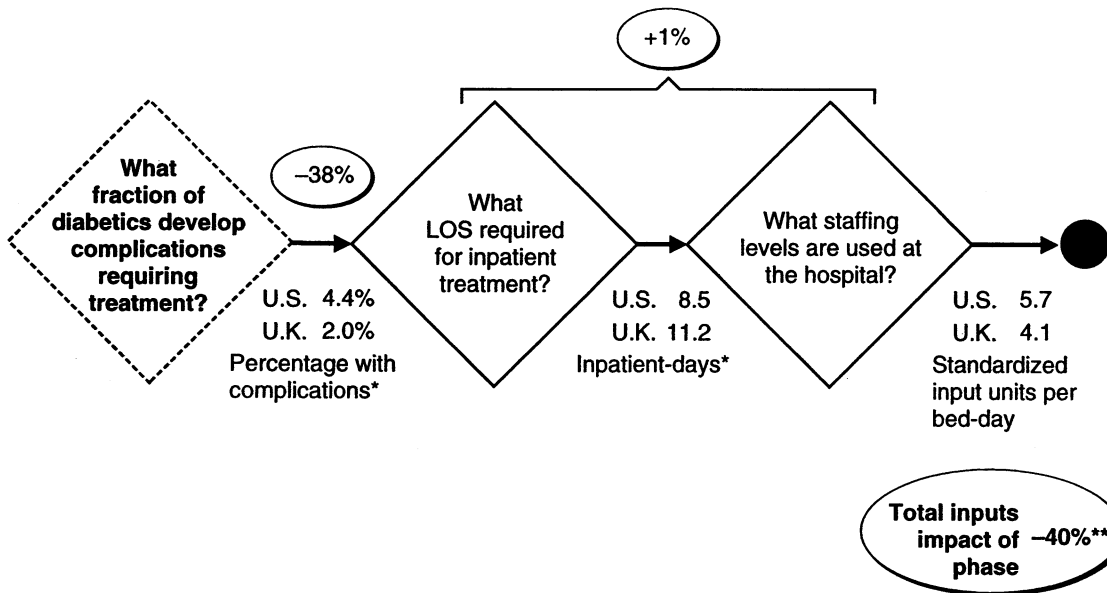 +1%
What
fraction of
diabetics develop
complications
requiring
treatment?
–38%
U.S. 4.4%
U.K. 2.0%
Percentage with
complications*
What
LOS required
for inpatient
treatment?
U.S. 8.5
U.K. 11.2
Inpatient-days*
What staffing
levels are used at
the hospital?
U.S. 5.7
U.K. 4.1
Standardized
input units per
bed-day
Total inputs
impact of –40%**
phase